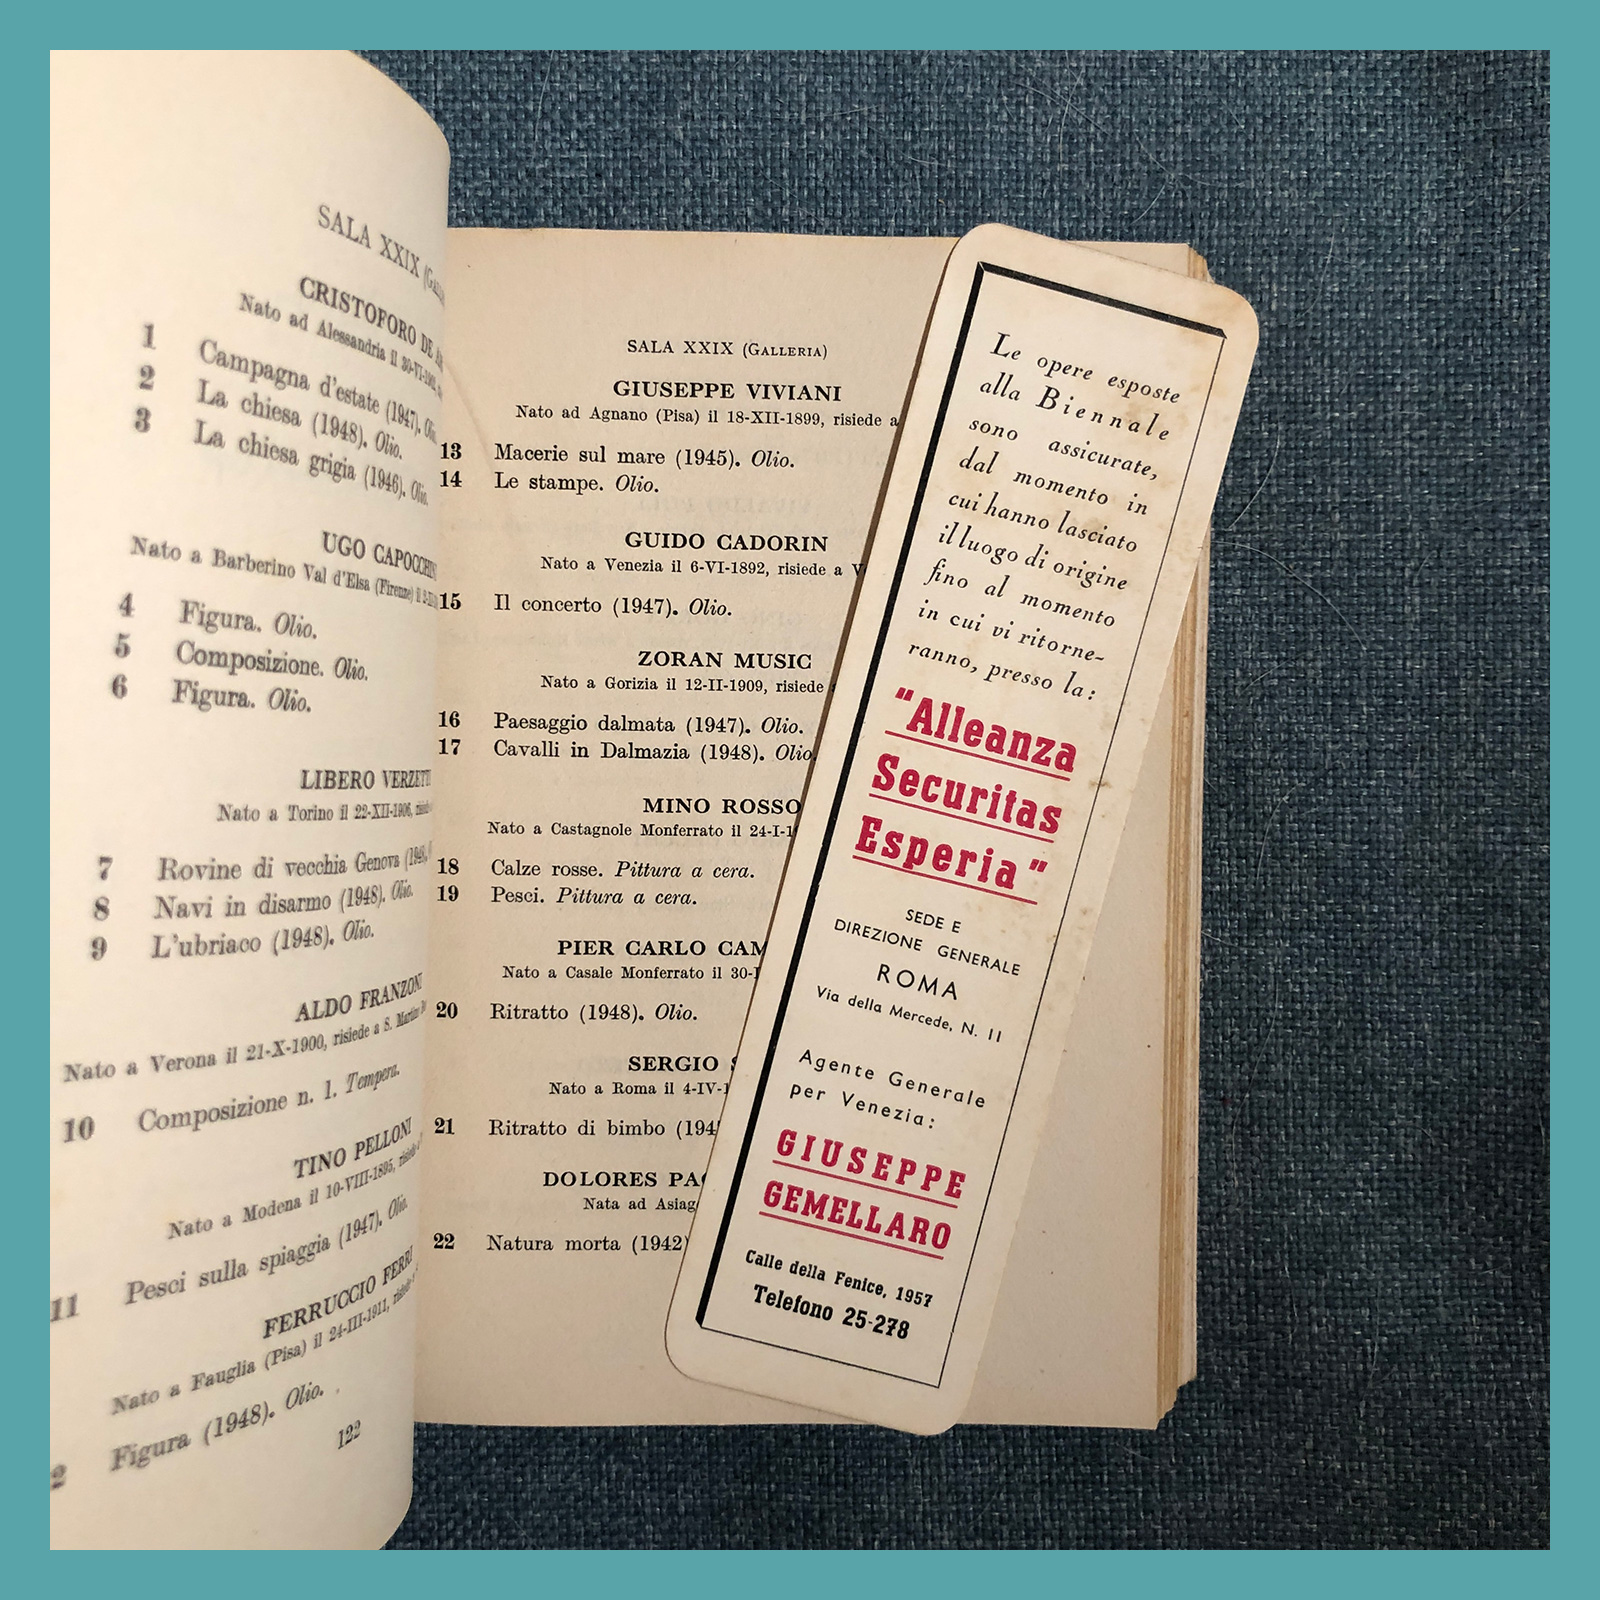 SALA XXIX
CRISTOFORO DE
Nato ad Alessandria il
1 Campagna d'estate (1947).
2 La chiesa (1948). Olio.
3 La chiesa grigia (1946).
UGO CAPOCCHINI
Nato a Barberino Val d'Elsa (Firenze) il
4 Figura. Olio.
5 Composizione. Olio.
6 Figura. Olio.
LIBERO VERZETTI
Nato a Torino il 22-XII-1906,
7 Rovine di vecchia Genova
8 Navi in disarmo (1948). Olio.
9 L'ubriaco (1948). Olio.
ALDO FRANZONI
Nato a Verona il 21-X-1900, risiede a S.
10 Composizione n. 1. Tempera.
TINO PELLONI
Nato a Modena il 10-VIII-1895,
11 Pesci sulla spiaggia (1947). Olio.
FERRUCCIO FERRI
Nato a Fauglia (Pisa) il 24-III-1911,
2 Figura (1948). Olio.
122
SALA XXIX (GALLERIA)
GIUSEPPE VIVIANI
Nato ad Agnano (Pisa) il 18-XII-1899, risiede a
13 Macerie sul mare (1945). Olio.
14 Le stampe. Olio.
GUIDO CADORIN
Nato a Venezia il 6-VI-1892, risiede a V
15 Il concerto (1947). Olio.
ZORAN MUSIC
Nato a Gorizia il 12-II-1909, risiede
16 Paesaggio dalmata (1947). Olio.
17 Cavalli in Dalmazia (1948). Olio
MINO ROSSO
Nato a Castagnole Monferrato il 24-I-1
18 Calze rosse. Pittura a cera.
19 Pesci. Pittura a cera.
PIER CARLO CAM
Nato a Casale Monferrato il 30-I
20 Ritratto (1948). Olio.
SERGIO S
Nato a Roma il 4-IV-1
21 Ritratto di bimbo (194
DOLORES PA
Nata ad Asiag
22 Natura morta (1942)
Le opere esposte
alla Biennale
sono assicurate,
dal momento in
cui hanno lasciato
il luogo di origine
fino al momento
in cui vi ritorne-
ranno, presso la:
"Alleanza
Securitas
Esperia"
SEDE E
DIREZIONE GENERALE
ROMA
Via della Mercede, N. 11
Agente Generale
per Venezia:
GIUSEPPE
GEMELLARO
Calle della Fenice, 1957
Telefono 25-278